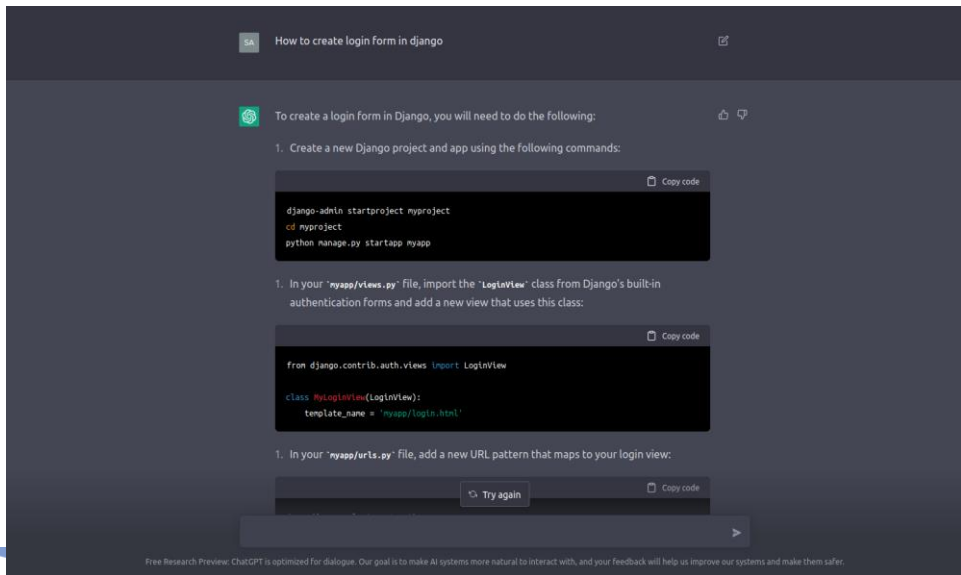 SA
How to create login form in django
To create a login form in Django, you will need to do the following:
1. Create a new Django project and app using the following commands:
Copy code
django-admin startproject myproject
cd myproject
python manage.py startapp myapp
1. In your `myapp/views.py` file, import the `LoginView` class from Django's built-in
authentication forms and add a new view that uses this class:
Copy code
from django.contrib.auth.views import LoginView
class MyLoginView(LoginView):
template_name = 'myapp/login.html'
1. In your `myapp/urls.py` file, add a new URL pattern that maps to your login view:
Copy code
Try again
Free Research Preview: ChatGPT is optimized for dialogue. Our goal is to make AI systems more natural to interact with, and your feedback will help us improve our systems and make them safer.